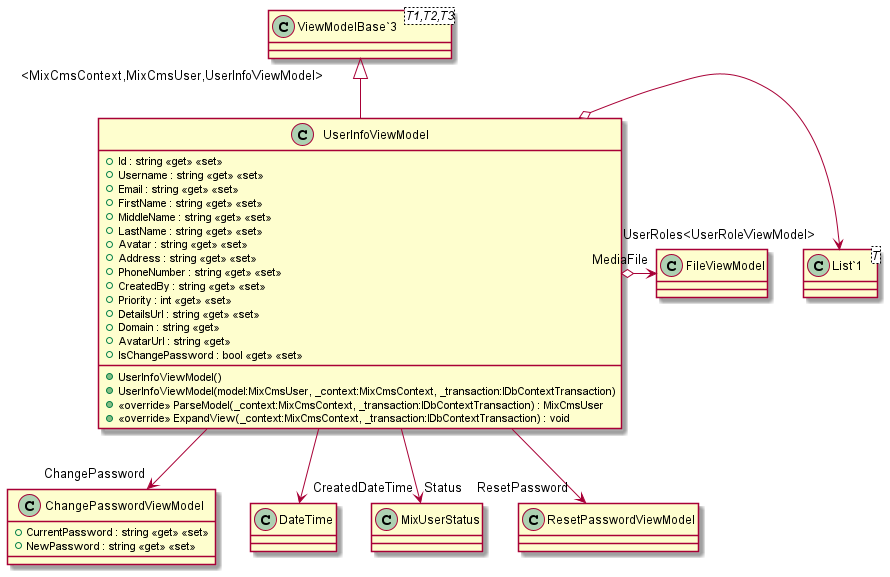 C ViewModelBase`3 T1,T2,T3
<MixCmsContext,MixCmsUser,UserInfoViewModel>
C UserInfoViewModel
Id : string «get» «set»
Username : string «get» «set»
Email : string «get» «set»
FirstName : string «get» «set»
MiddleName : string «get» «set»
LastName : string «get» «set»
Avatar : string «get» «set»
Address : string «get» «set»
PhoneNumber : string «get» «set»
CreatedBy : string «get» «set»
Priority : int «get» «set»
DetailsUrl : string «get» «set»
Domain : string «get»
AvatarUrl : string «get»
IsChangePassword : bool «get» «set»
UserInfoViewModel()
UserInfoViewModel(model:MixCmsUser, _context:MixCmsContext, _transaction:IDbContextTransaction)
«override» ParseModel(_context:MixCmsContext, _transaction:IDbContextTransaction) : MixCmsUser
«override» ExpandView(_context:MixCmsContext, _transaction:IDbContextTransaction) : void
UserRoles<UserRoleViewModel>
MediaFile
C FileViewModel
C List`1 T
ChangePassword
CreatedDateTime
Status
ResetPassword
C ChangePasswordViewModel
CurrentPassword : string «get» «set»
NewPassword : string «get» «set»
C DateTime
C MixUserStatus
C ResetPasswordViewModel